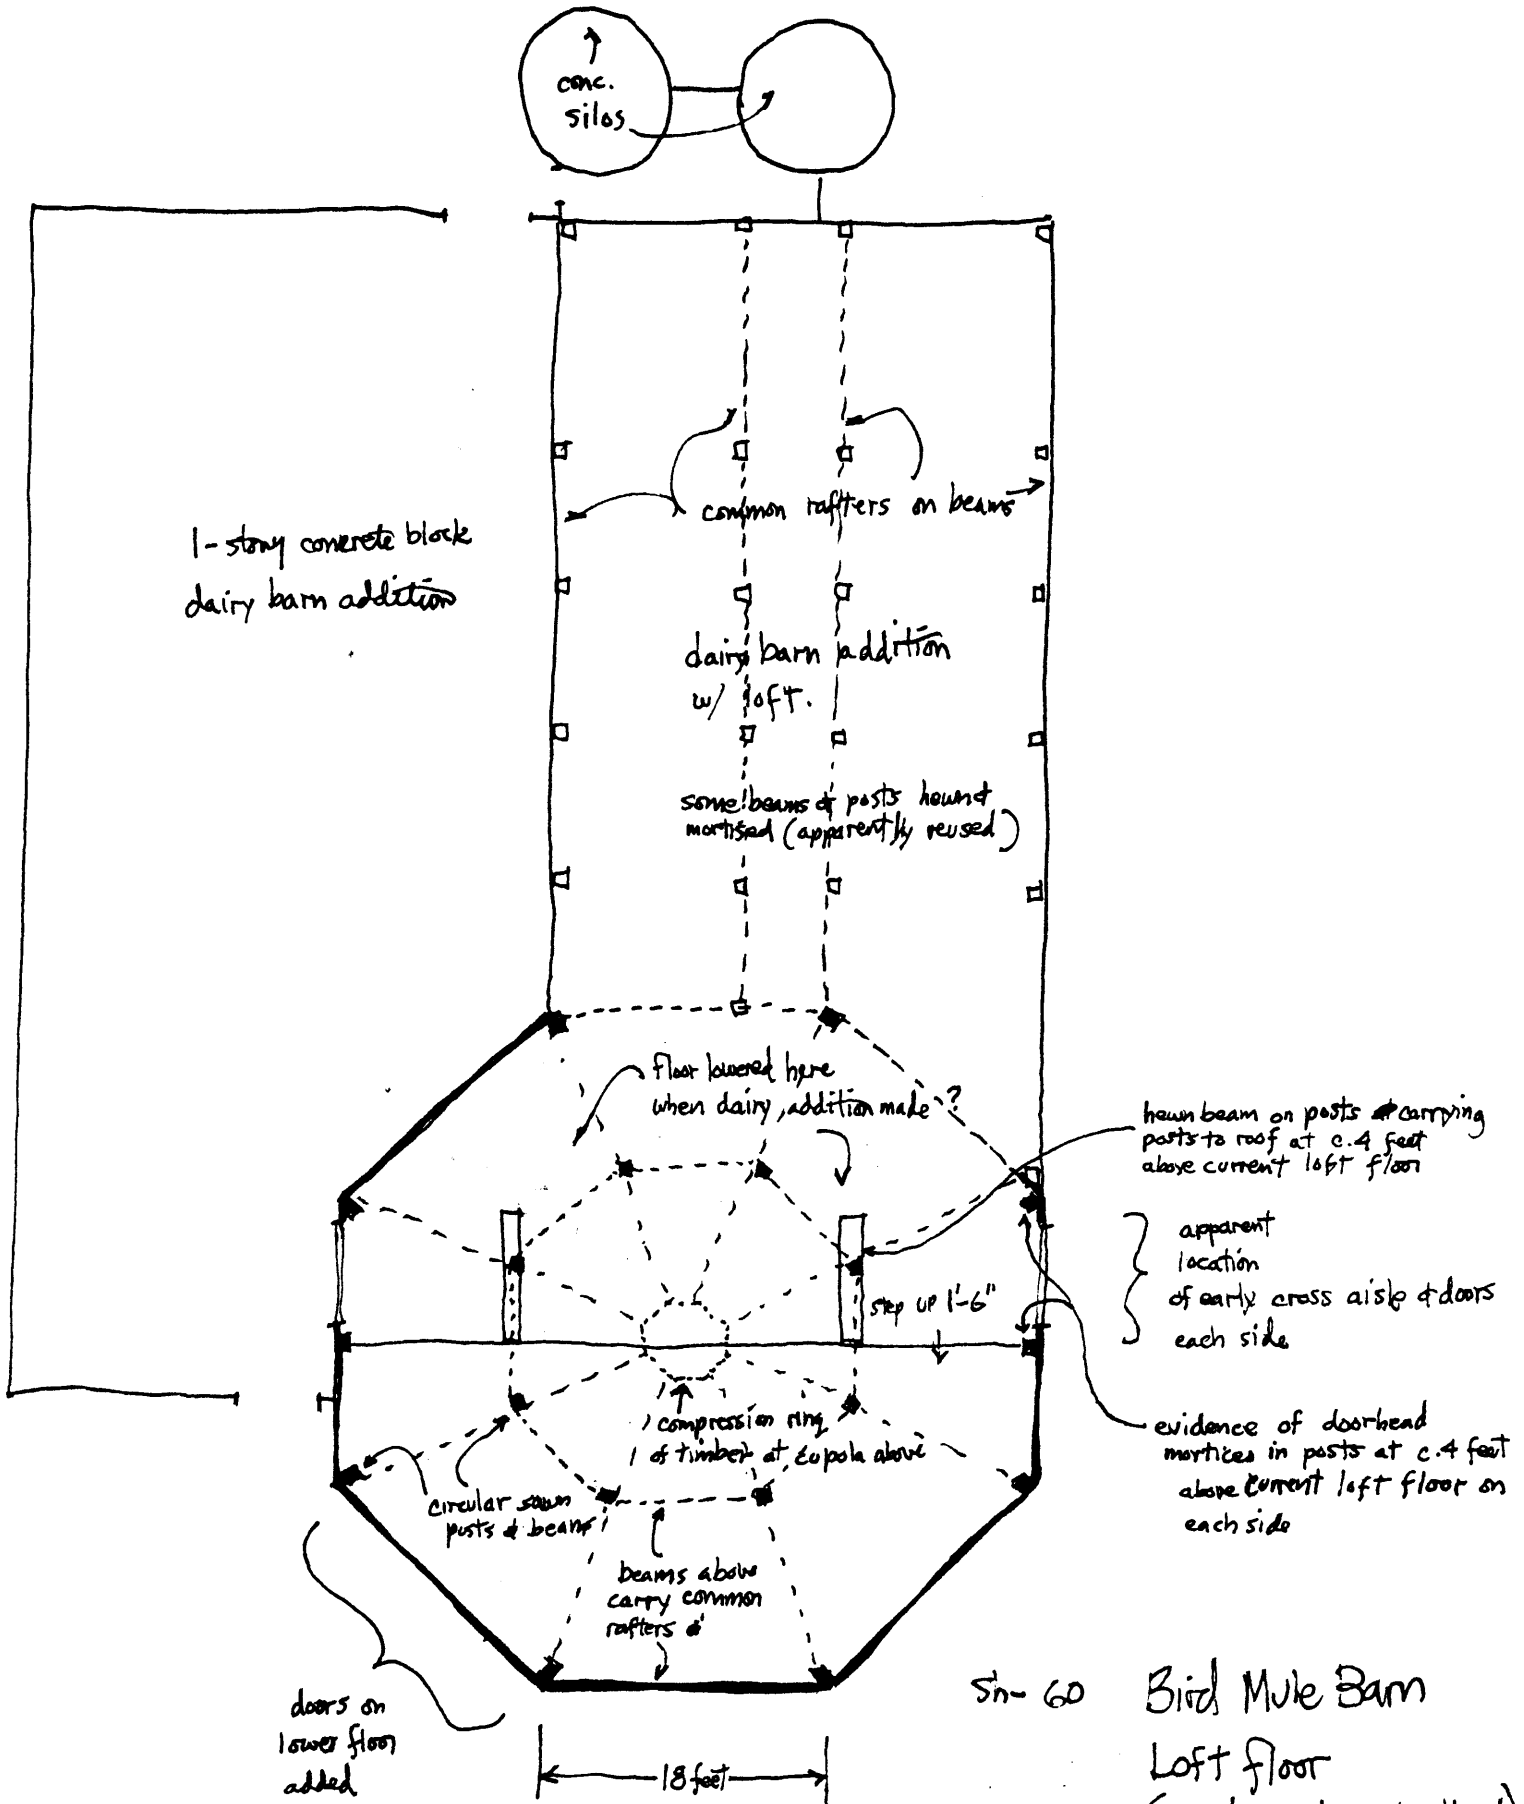 conc.
silos
common rafters on beams
1-story concrete block
dairy barn addition
dairy barn addition
w/ loft.
some beams & posts hewn &
mortised (apparently reused)
floor lowered here
when dairy addition made ?
hewn beam on posts & carrying
posts to roof at c.4 feet
above current loft floor
apparent
location
of early cross aisle & doors
each side
step up 1'-6"
compression ring
of timber at cupola above
evidence of doorhead
mortices in posts at c.4 feet
above current loft floor on
each side
circular sawn
posts & beams
beams above
carry common
rafters &
doors on
lower floor
added
18 feet
Sh-60 Bird Mule Barn
Loft floor